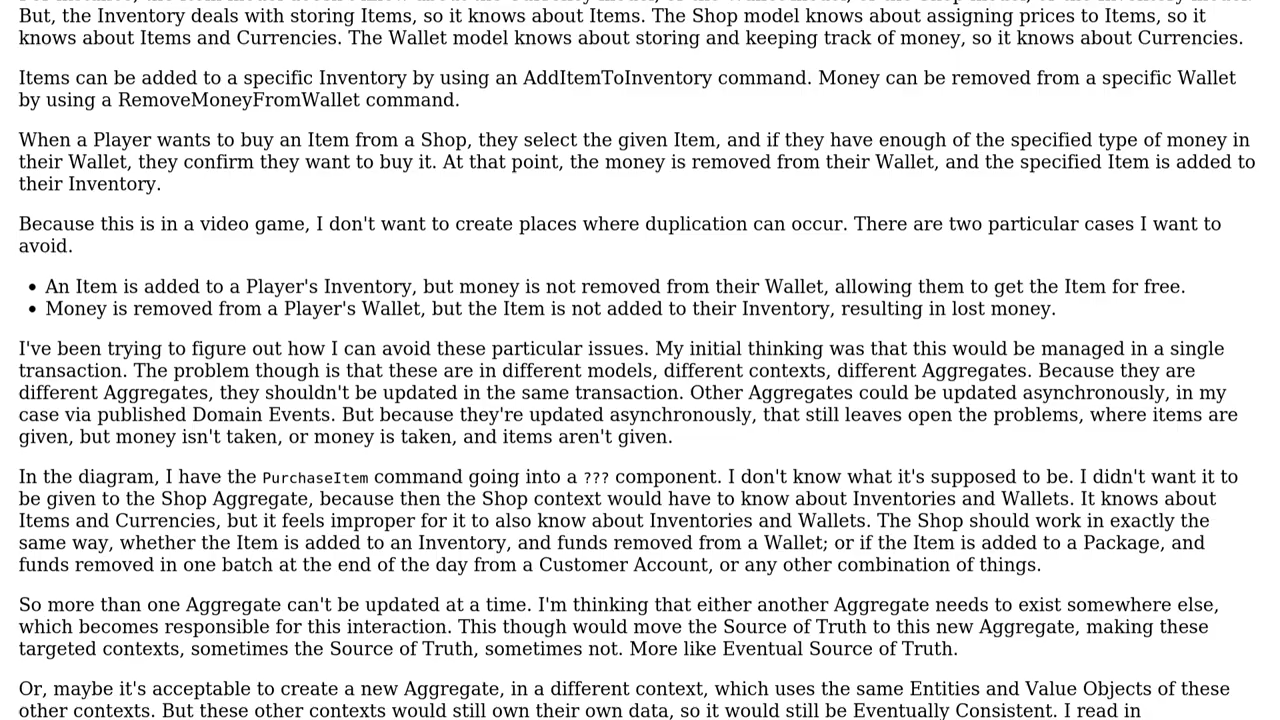 But, the Inventory deals with storing Items, so it knows about Items. The Shop model knows about assigning prices to Items, so it
knows about Items and Currencies. The Wallet model knows about storing and keeping track of money, so it knows about Currencies.
Items can be added to a specific Inventory by using an AddItemToInventory command. Money can be removed from a specific Wallet
by using a RemoveMoneyFromWallet command.
When a Player wants to buy an Item from a Shop, they select the given Item, and if they have enough of the specified type of money in
their Wallet, they confirm they want to buy it. At that point, the money is removed from their Wallet, and the specified Item is added to
their Inventory.
Because this is in a video game, I don't want to create places where duplication can occur. There are two particular cases I want to
avoid.
• An Item is added to a Player's Inventory, but money is not removed from their Wallet, allowing them to get the Item for free.
• Money is removed from a Player's Wallet, but the Item is not added to their Inventory, resulting in lost money.
I've been trying to figure out how I can avoid these particular issues. My initial thinking was that this would be managed in a single
transaction. The problem though is that these are in different models, different contexts, different Aggregates. Because they are
different Aggregates, they shouldn't be updated in the same transaction. Other Aggregates could be updated asynchronously, in my
case via published Domain Events. But because they're updated asynchronously, that still leaves open the problems, where items are
given, but money isn't taken, or money is taken, and items aren't given.
In the diagram, I have the PurchaseItem command going into a ??? component. I don't know what it's supposed to be. I didn't want it to
be given to the Shop Aggregate, because then the Shop context would have to know about Inventories and Wallets. It knows about
Items and Currencies, but it feels improper for it to also know about Inventories and Wallets. The Shop should work in exactly the
same way, whether the Item is added to an Inventory, and funds removed from a Wallet; or if the Item is added to a Package, and
funds removed in one batch at the end of the day from a Customer Account, or any other combination of things.
So more than one Aggregate can't be updated at a time. I'm thinking that either another Aggregate needs to exist somewhere else,
which becomes responsible for this interaction. This though would move the Source of Truth to this new Aggregate, making these
targeted contexts, sometimes the Source of Truth, sometimes not. More like Eventual Source of Truth.
Or, maybe it's acceptable to create a new Aggregate, in a different context, which uses the same Entities and Value Objects of these
other contexts. But these other contexts would still own their own data, so it would still be Eventually Consistent. I read in